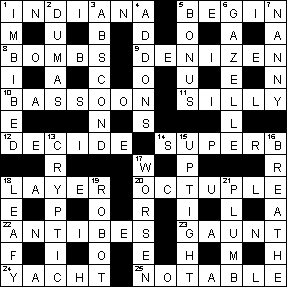 1 I N 2 D I 3 A N 4 A 5 B E 6 G I 7 N
M U B D O A I
8 B O M B S 9 D E N I Z E N
I A C O U E N
10 B A S S O O N S 11 S I L L Y
E N S L
12 D E 13 C I D E 14 S 15 U P E R 16 B
R 17 W P R
18 L A Y E 19 R 20 O C T U 21 P L E
E P O R I L A
22 A N T I B E S 23 G A U N T
F I O E H M H
24 Y A C H T 25 N O T A B L E